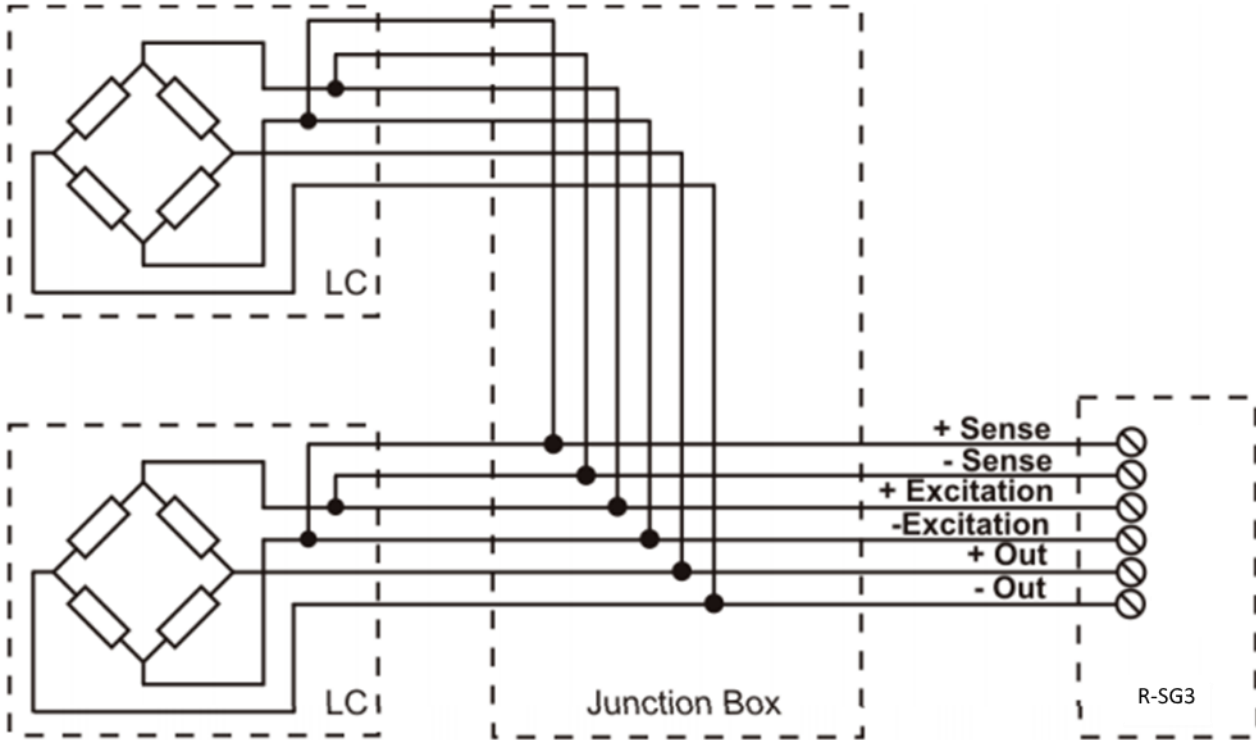 LC
+ Sense
- Sense
+ Excitation
-Excitation
+ Out
- Out
LC
Junction Box
R-SG3